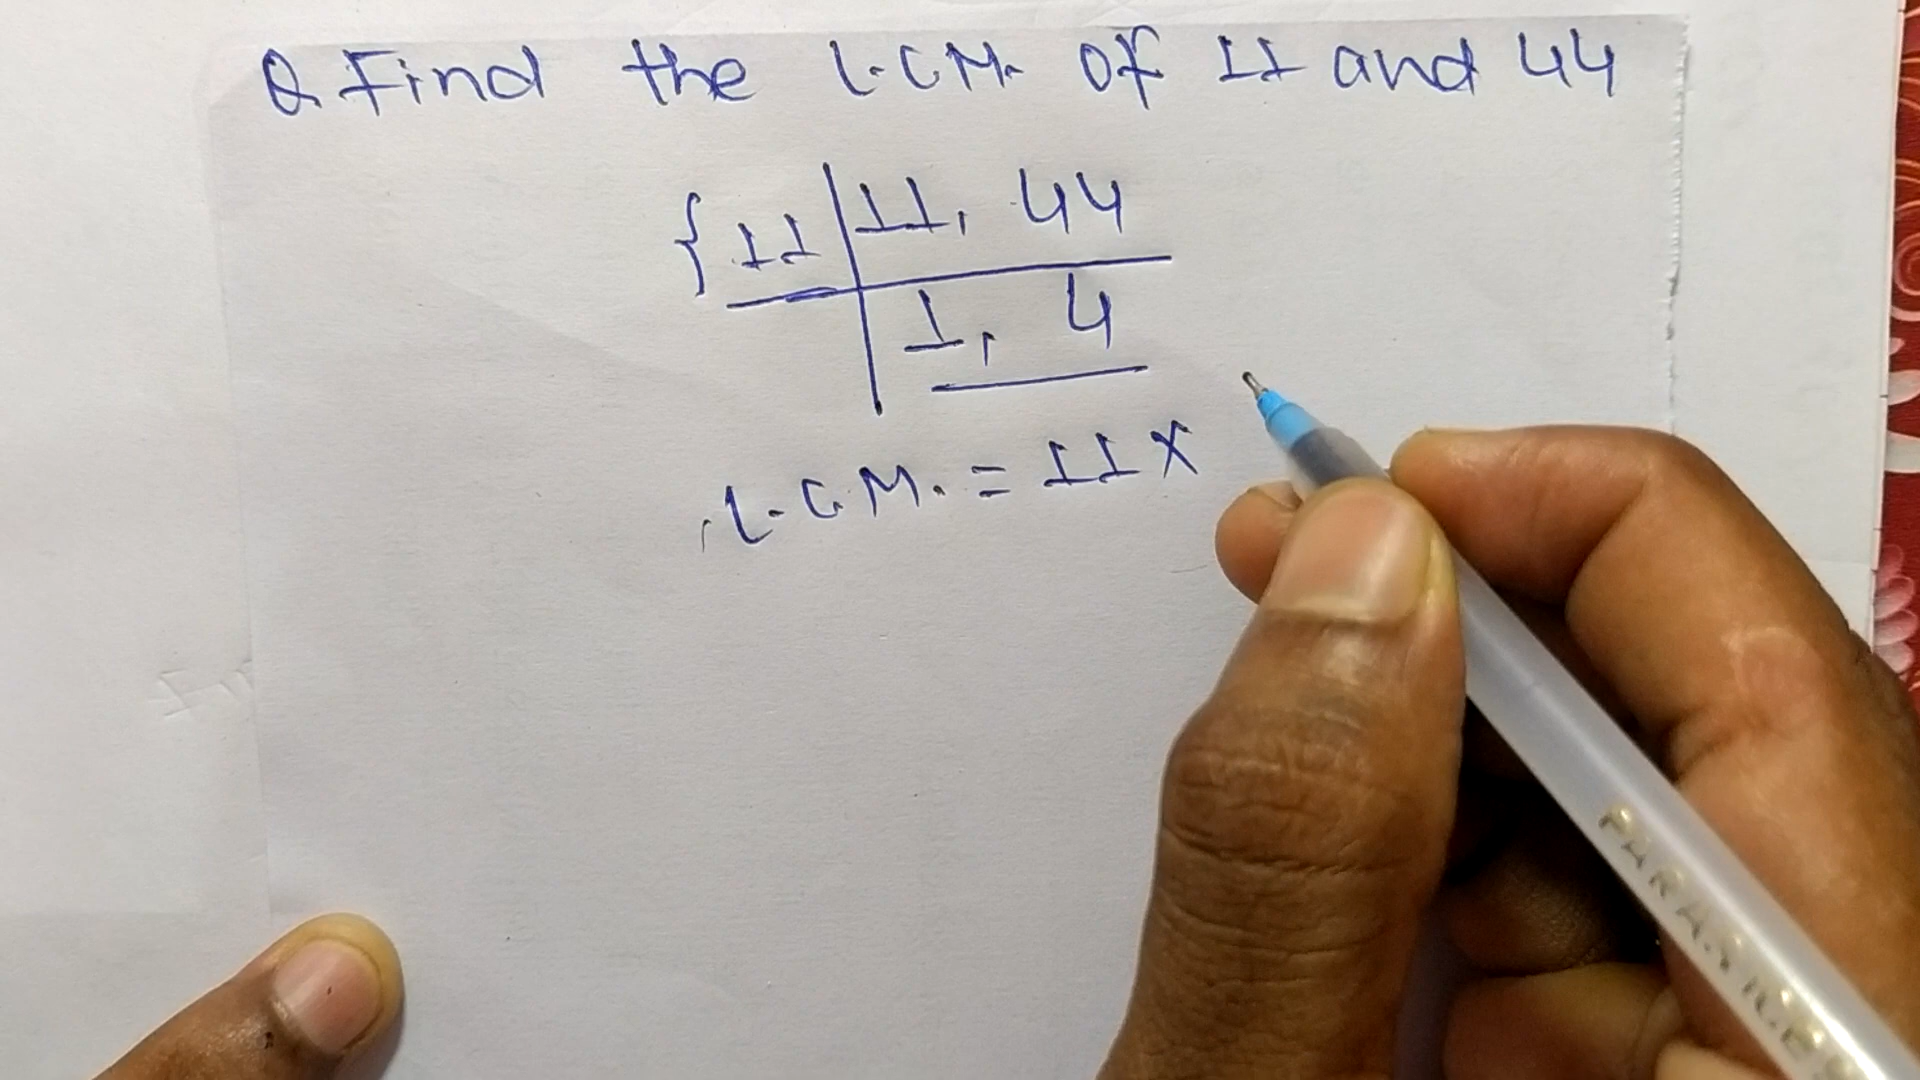 Q. Find the L.C.M. Of 11 and 44
{ 11 | 11, 44
1, 4
L.C.M. = 11 x